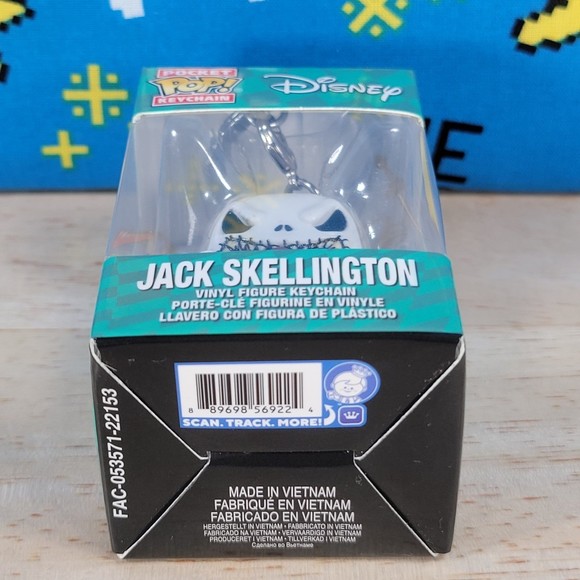 POCKET
POP!
KEYCHAIN
Disney
JACK SKELLINGTON
VINYL FIGURE KEYCHAIN
PORTE-CLÉ FIGURINE EN VINYLE
LLAVERO CON FIGURA DE PLÁSTICO
8 89698 56922 4
SCAN. TRACK. MORE!
FAC-053571-22153
MADE IN VIETNAM
FABRIQUÉ EN VIETNAM
FABRICADO EN VIETNAM
HERGESTELLT IN VIETNAM • FABBRICATO IN VIETNAM
FABRICADO NA VIETNAM • VERVAARDIGD IN VIETNAM
PRODUCERET I VIETNAM • TILLVERKAD I VIETNAM
Сделано во Вьетнаме